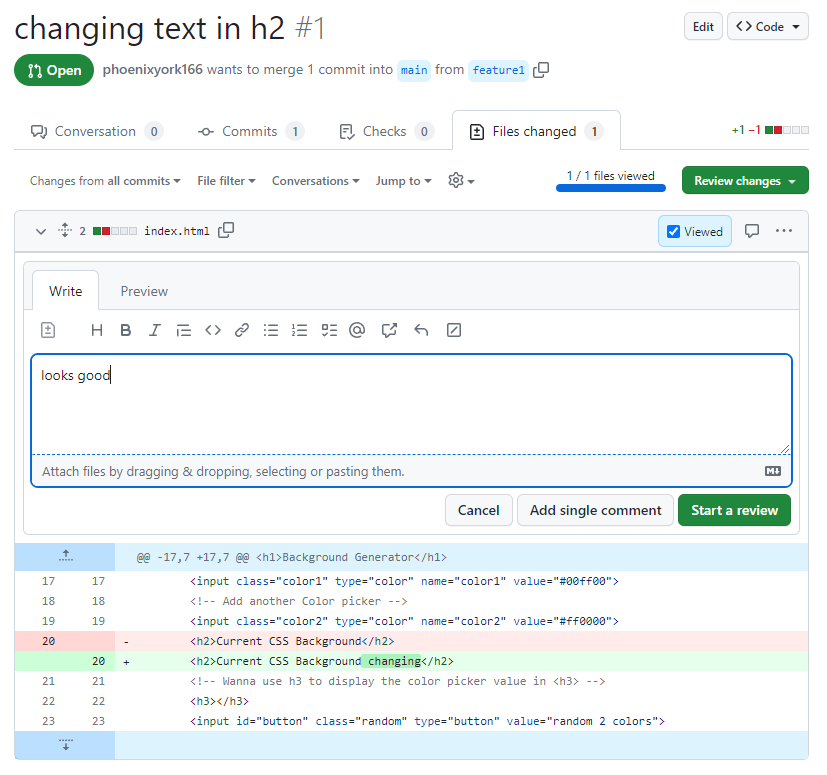 changing text in h2 #1
Edit
<> Code
Open
phoenixyork166 wants to merge 1 commit into main from feature1
Conversation 0
Commits 1
Checks 0
Files changed 1
+1 −1
Changes from all commits
File filter
Conversations
Jump to
1 / 1 files viewed
Review changes
2
index.html
Viewed
Write
Preview
looks good
Attach files by dragging & dropping, selecting or pasting them.
Cancel
Add single comment
Start a review
@@ -17,7 +17,7 @@ <h1>Background Generator</h1>
17 17 <input class="color1" type="color" name="color1" value="#00ff00">
18 18 <!-- Add another Color picker -->
19 19 <input class="color2" type="color" name="color2" value="#ff0000">
20 - <h2>Current CSS Background</h2>
20 + <h2>Current CSS Background changing</h2>
21 21 <!-- Wanna use h3 to display the color picker value in <h3> -->
22 22 <h3></h3>
23 23 <input id="button" class="random" type="button" value="random 2 colors">